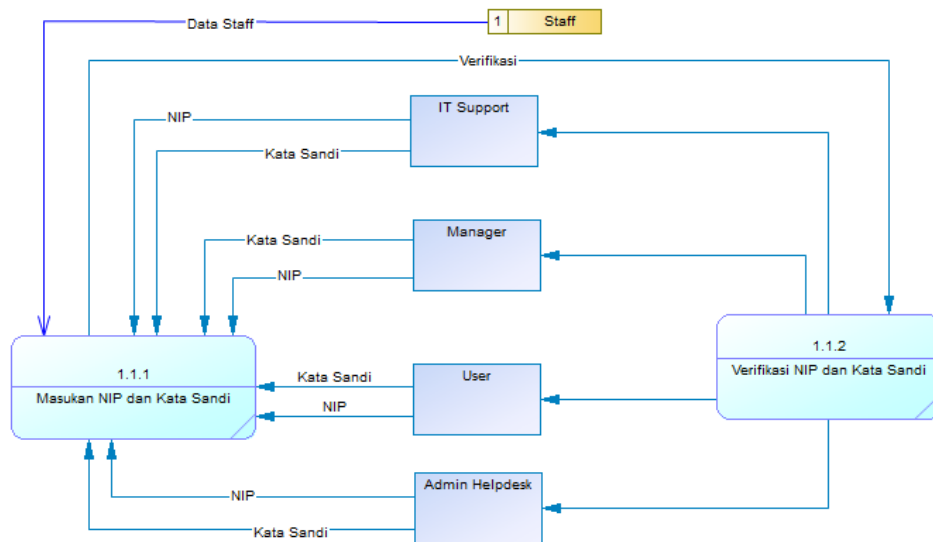 Data Staff
1 Staff
Verifikasi
IT Support
NIP
Kata Sandi
Manager
Kata Sandi
NIP
1.1.1
Masukan NIP dan Kata Sandi
1.1.2
Verifikasi NIP dan Kata Sandi
User
Kata Sandi
NIP
Admin Helpdesk
NIP
Kata Sandi